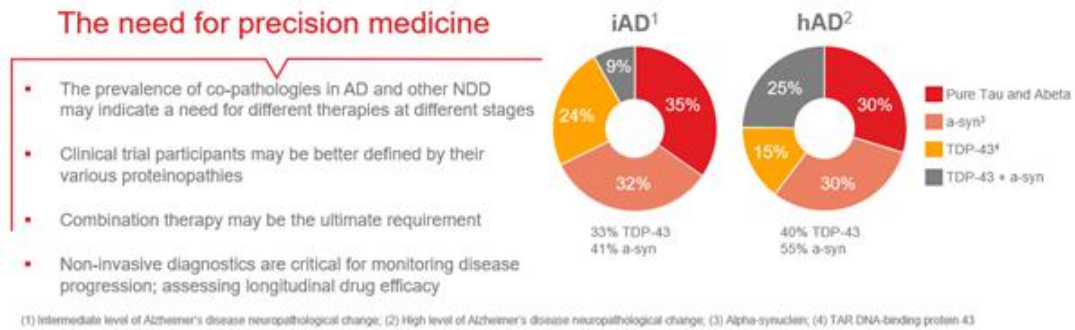 The need for precision medicine
▪ The prevalence of co-pathologies in AD and other NDD
may indicate a need for different therapies at different stages
▪ Clinical trial participants may be better defined by their
various proteinopathies
▪ Combination therapy may be the ultimate requirement
▪ Non-invasive diagnostics are critical for monitoring disease
progression; assessing longitudinal drug efficacy
iAD¹
9%
35%
24%
32%
33% TDP-43
41% a-syn
hAD²
25%
30%
15%
30%
40% TDP-43
55% a-syn
Pure Tau and Abeta
a-syn³
TDP-43⁴
TDP-43 + a-syn
(1) Intermediate level of Alzheimer's disease neuropathological change; (2) High level of Alzheimer's disease neuropathological change; (3) Alpha-synuclein; (4) TAR DNA-binding protein 43